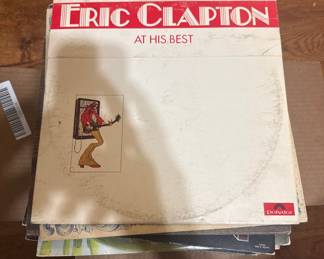 ERIC CLAPTON
AT HIS BEST
polydor